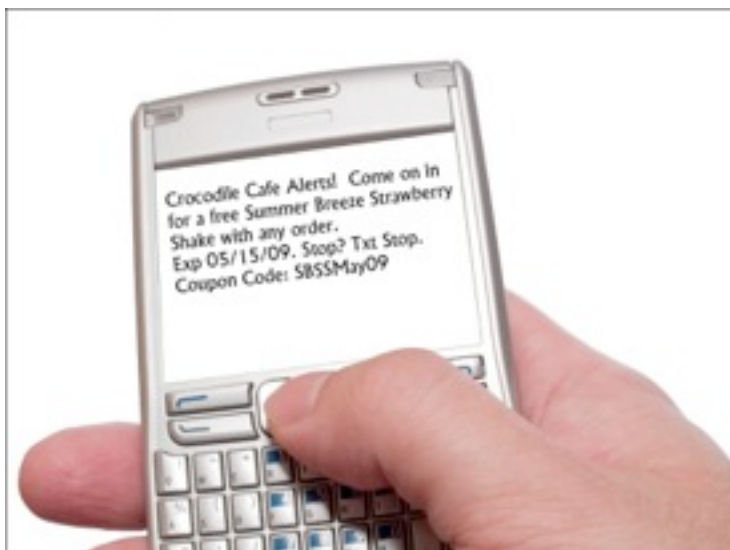 Crocodile Cafe Alerts! Come on in
for a free Summer Breeze Strawberry
Shake with any order.
Exp 05/15/09. Stop? Txt Stop.
Coupon Code: SBSSMay09